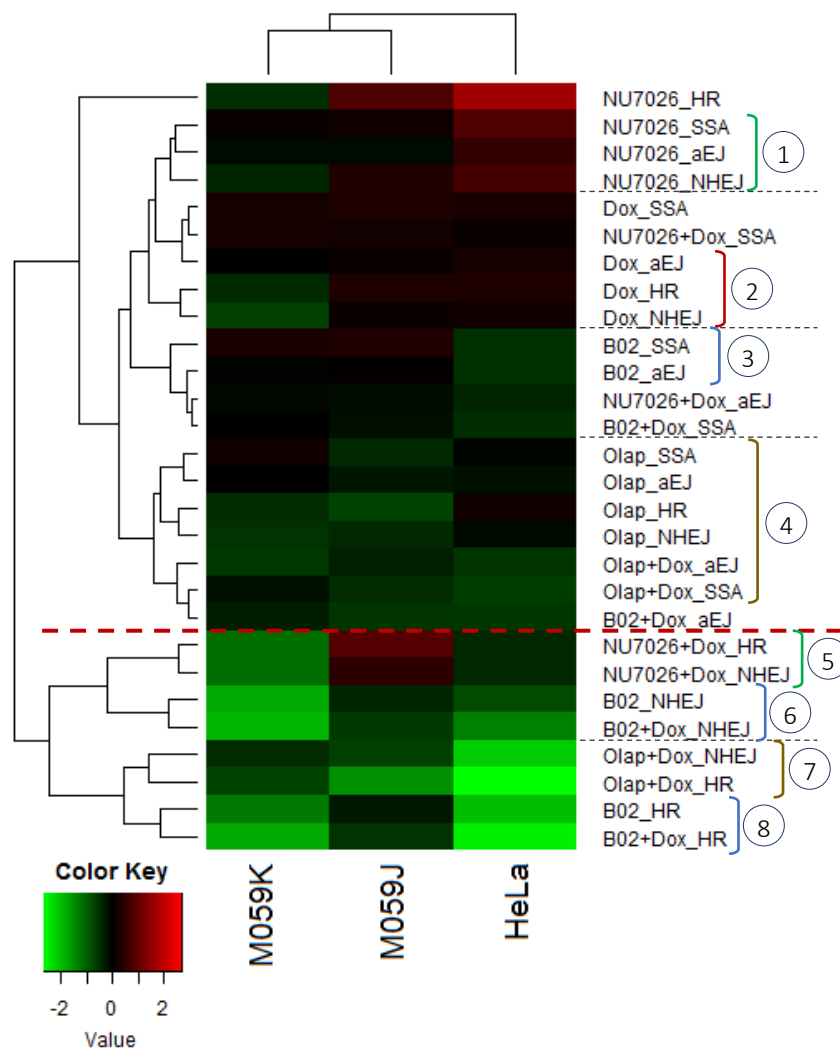 NU7026_HR
NU7026_SSA
NU7026_aEJ
1
NU7026_NHEJ
Dox_SSA
NU7026+Dox_SSA
Dox_aEJ
Dox_HR
2
Dox_NHEJ
B02_SSA
3
B02_aEJ
NU7026+Dox_aEJ
B02+Dox_SSA
Olap_SSA
Olap_aEJ
Olap_HR
4
Olap_NHEJ
Olap+Dox_aEJ
Olap+Dox_SSA
B02+Dox_aEJ
NU7026+Dox_HR
5
NU7026+Dox_NHEJ
B02_NHEJ
6
B02+Dox_NHEJ
Olap+Dox_NHEJ
7
Olap+Dox_HR
B02_HR
8
B02+Dox_HR
M059K
M059J
HeLa
Color Key
-2 0 2
Value